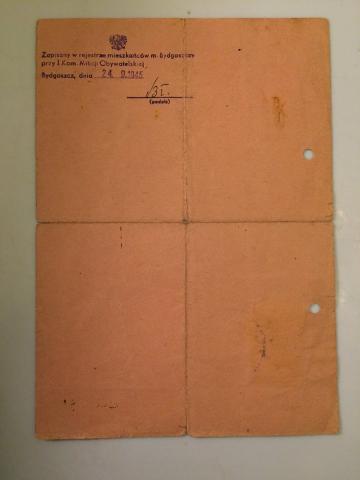 Zapisany w rejestrze mieszkańców m. Bydgoszczy
przy I Kom. Milicji Obywatelskiej,
Bydgoszcz, dnia 24. 9. 1945
(podpis)